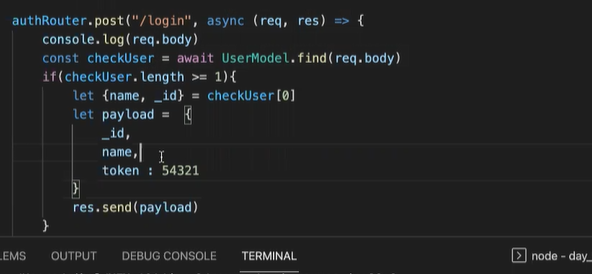 authRouter.post("/login", async (req, res) => {
    console.log(req.body)
    const checkUser = await UserModel.find(req.body)
    if(checkUser.length >= 1){
        let {name, _id} = checkUser[0]
        let payload =  {
            _id,
            name,
            token : 54321
        }
        res.send(payload)
    }
LEMS OUTPUT DEBUG CONSOLE TERMINAL node - day_